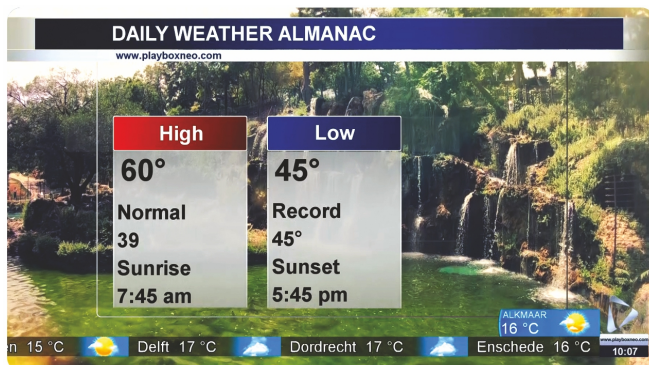 DAILY WEATHER ALMANAC
www.playboxneo.com
High
60°
Normal
39
Sunrise
7:45 am
Low
45°
Record
45°
Sunset
5:45 pm
ALKMAAR
16 °C
www.playboxneo.com
n 15 °C Delft 17 °C Dordrecht 17 °C Enschede 16 °C
10:07